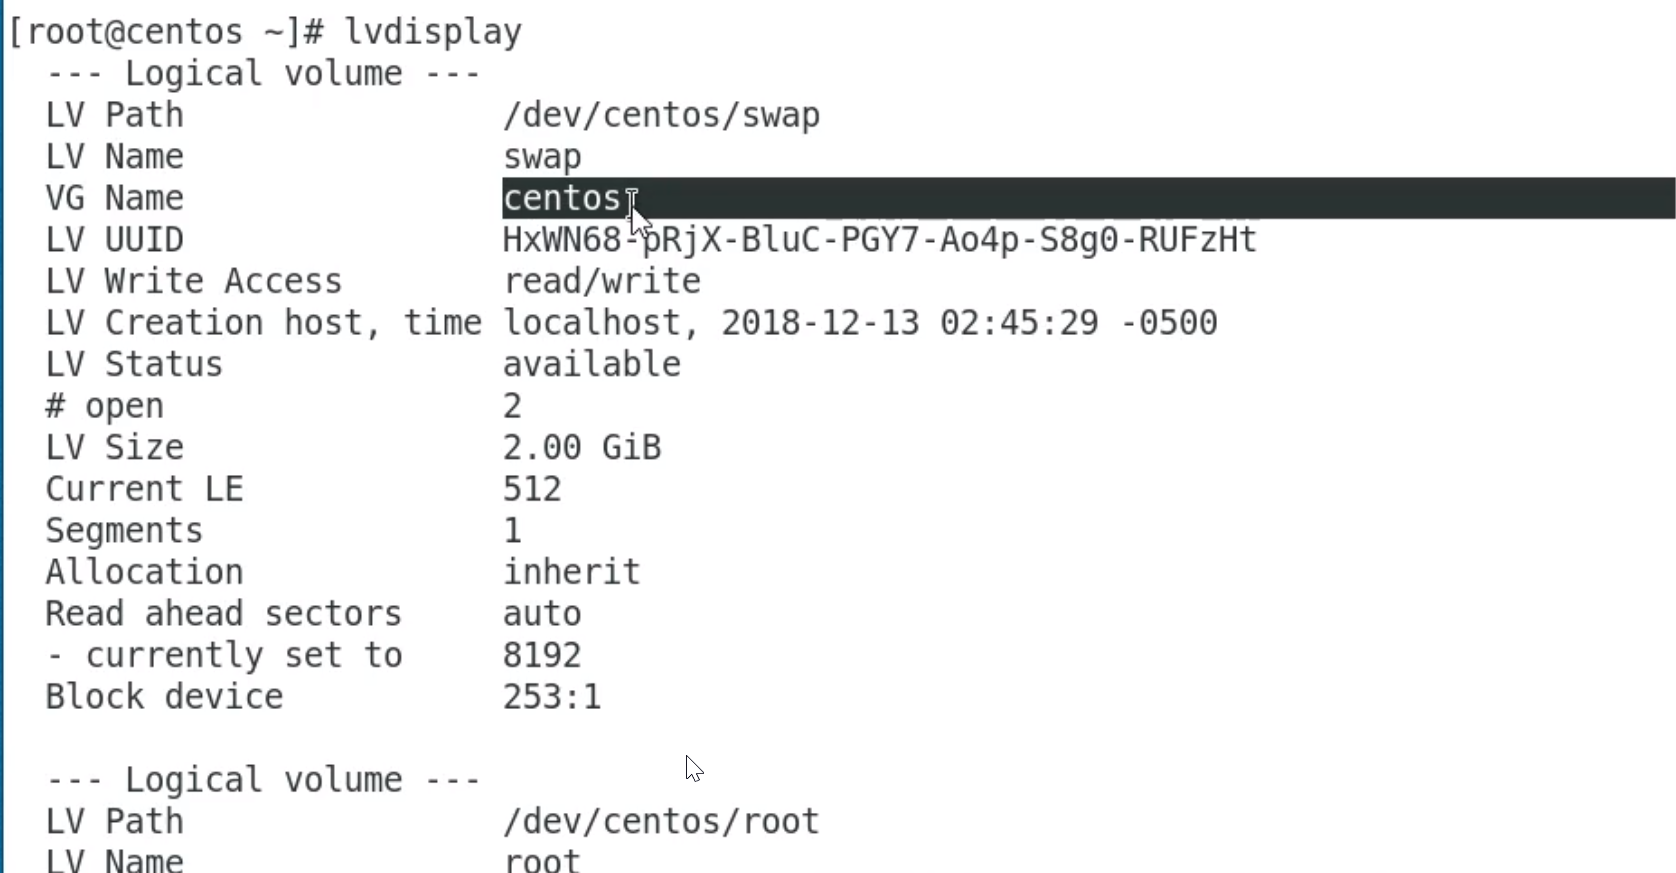 [root@centos ~]# lvdisplay
--- Logical volume ---
LV Path /dev/centos/swap
LV Name swap
VG Name centos
LV UUID HxWN68-pRjX-BluC-PGY7-Ao4p-S8g0-RUFzHt
LV Write Access read/write
LV Creation host, time localhost, 2018-12-13 02:45:29 -0500
LV Status available
# open 2
LV Size 2.00 GiB
Current LE 512
Segments 1
Allocation inherit
Read ahead sectors auto
- currently set to 8192
Block device 253:1
--- Logical volume ---
LV Path /dev/centos/root
LV Name root